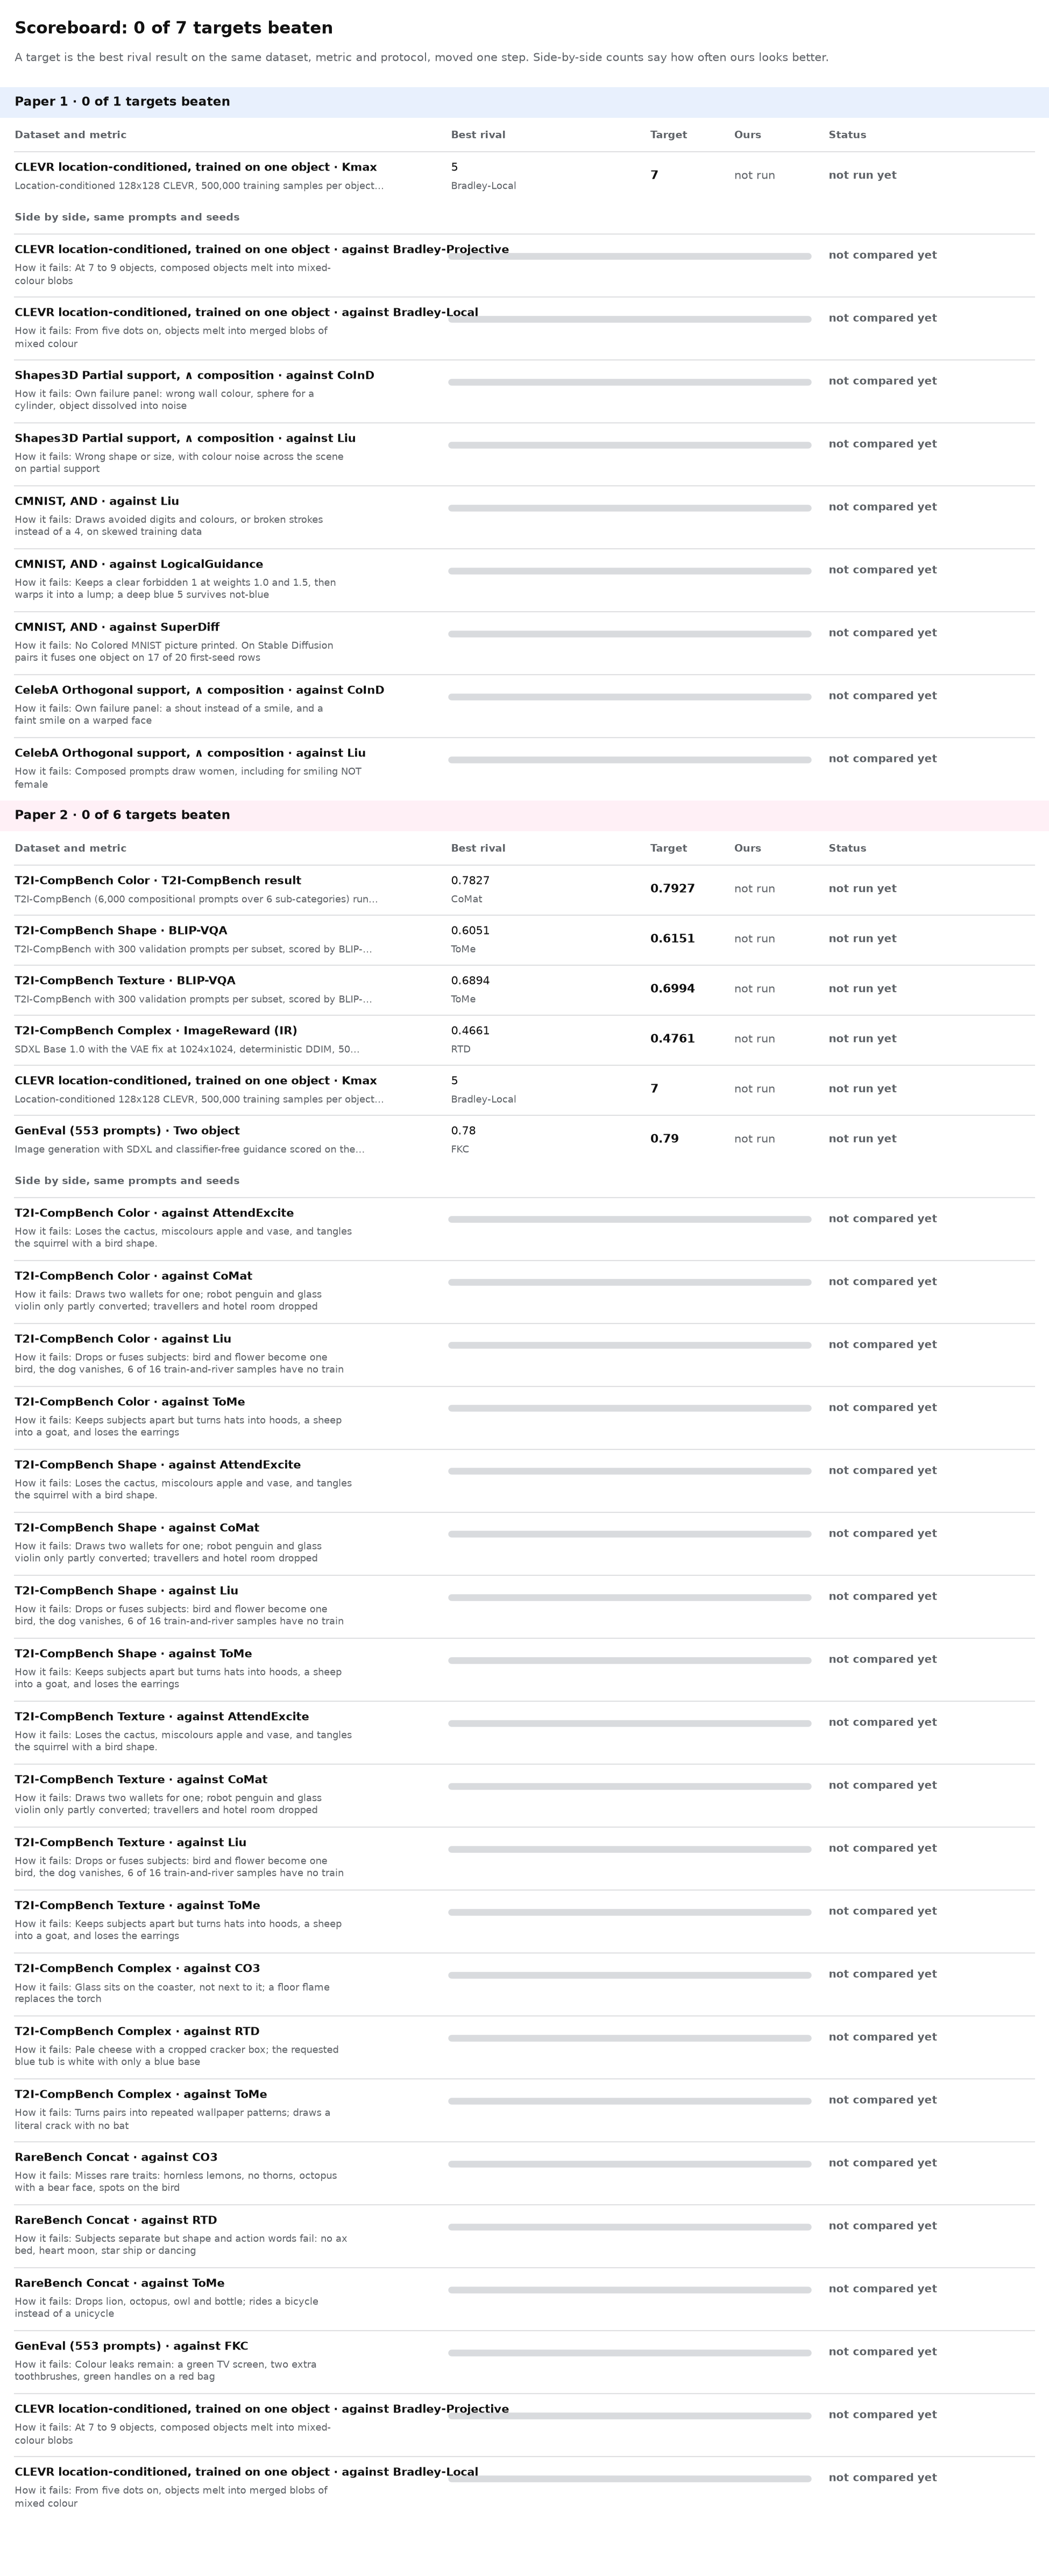 Scoreboard: 0 of 7 targets beaten
A target is the best rival result on the same dataset, metric and protocol, moved one step. Side-by-side counts say how often ours looks better.
Paper 1 · 0 of 1 targets beaten
Dataset and metric Best rival Target Ours Status
CLEVR location-conditioned, trained on one object · Kmax 5 7 not run not run yet
Location-conditioned 128x128 CLEVR, 500,000 training samples per object… Bradley-Local
Side by side, same prompts and seeds
CLEVR location-conditioned, trained on one object · against Bradley-Projective not compared yet
How it fails: At 7 to 9 objects, composed objects melt into mixed-
colour blobs
CLEVR location-conditioned, trained on one object · against Bradley-Local not compared yet
How it fails: From five dots on, objects melt into merged blobs of
mixed colour
Shapes3D Partial support, ∧ composition · against CoInD not compared yet
How it fails: Own failure panel: wrong wall colour, sphere for a
cylinder, object dissolved into noise
Shapes3D Partial support, ∧ composition · against Liu not compared yet
How it fails: Wrong shape or size, with colour noise across the scene
on partial support
CMNIST, AND · against Liu not compared yet
How it fails: Draws avoided digits and colours, or broken strokes
instead of a 4, on skewed training data
CMNIST, AND · against LogicalGuidance not compared yet
How it fails: Keeps a clear forbidden 1 at weights 1.0 and 1.5, then
warps it into a lump; a deep blue 5 survives not-blue
CMNIST, AND · against SuperDiff not compared yet
How it fails: No Colored MNIST picture printed. On Stable Diffusion
pairs it fuses one object on 17 of 20 first-seed rows
CelebA Orthogonal support, ∧ composition · against CoInD not compared yet
How it fails: Own failure panel: a shout instead of a smile, and a
faint smile on a warped face
CelebA Orthogonal support, ∧ composition · against Liu not compared yet
How it fails: Composed prompts draw women, including for smiling NOT
female
Paper 2 · 0 of 6 targets beaten
Dataset and metric Best rival Target Ours Status
T2I-CompBench Color · T2I-CompBench result 0.7827 0.7927 not run not run yet
T2I-CompBench (6,000 compositional prompts over 6 sub-categories) run… CoMat
T2I-CompBench Shape · BLIP-VQA 0.6051 0.6151 not run not run yet
T2I-CompBench with 300 validation prompts per subset, scored by BLIP-… ToMe
T2I-CompBench Texture · BLIP-VQA 0.6894 0.6994 not run not run yet
T2I-CompBench with 300 validation prompts per subset, scored by BLIP-… ToMe
T2I-CompBench Complex · ImageReward (IR) 0.4661 0.4761 not run not run yet
SDXL Base 1.0 with the VAE fix at 1024x1024, deterministic DDIM, 50… RTD
CLEVR location-conditioned, trained on one object · Kmax 5 7 not run not run yet
Location-conditioned 128x128 CLEVR, 500,000 training samples per object… Bradley-Local
GenEval (553 prompts) · Two object 0.78 0.79 not run not run yet
Image generation with SDXL and classifier-free guidance scored on the… FKC
Side by side, same prompts and seeds
T2I-CompBench Color · against AttendExcite not compared yet
How it fails: Loses the cactus, miscolours apple and vase, and tangles
the squirrel with a bird shape.
T2I-CompBench Color · against CoMat not compared yet
How it fails: Draws two wallets for one; robot penguin and glass
violin only partly converted; travellers and hotel room dropped
T2I-CompBench Color · against Liu not compared yet
How it fails: Drops or fuses subjects: bird and flower become one
bird, the dog vanishes, 6 of 16 train-and-river samples have no train
T2I-CompBench Color · against ToMe not compared yet
How it fails: Keeps subjects apart but turns hats into hoods, a sheep
into a goat, and loses the earrings
T2I-CompBench Shape · against AttendExcite not compared yet
How it fails: Loses the cactus, miscolours apple and vase, and tangles
the squirrel with a bird shape.
T2I-CompBench Shape · against CoMat not compared yet
How it fails: Draws two wallets for one; robot penguin and glass
violin only partly converted; travellers and hotel room dropped
T2I-CompBench Shape · against Liu not compared yet
How it fails: Drops or fuses subjects: bird and flower become one
bird, the dog vanishes, 6 of 16 train-and-river samples have no train
T2I-CompBench Shape · against ToMe not compared yet
How it fails: Keeps subjects apart but turns hats into hoods, a sheep
into a goat, and loses the earrings
T2I-CompBench Texture · against AttendExcite not compared yet
How it fails: Loses the cactus, miscolours apple and vase, and tangles
the squirrel with a bird shape.
T2I-CompBench Texture · against CoMat not compared yet
How it fails: Draws two wallets for one; robot penguin and glass
violin only partly converted; travellers and hotel room dropped
T2I-CompBench Texture · against Liu not compared yet
How it fails: Drops or fuses subjects: bird and flower become one
bird, the dog vanishes, 6 of 16 train-and-river samples have no train
T2I-CompBench Texture · against ToMe not compared yet
How it fails: Keeps subjects apart but turns hats into hoods, a sheep
into a goat, and loses the earrings
T2I-CompBench Complex · against CO3 not compared yet
How it fails: Glass sits on the coaster, not next to it; a floor flame
replaces the torch
T2I-CompBench Complex · against RTD not compared yet
How it fails: Pale cheese with a cropped cracker box; the requested
blue tub is white with only a blue base
T2I-CompBench Complex · against ToMe not compared yet
How it fails: Turns pairs into repeated wallpaper patterns; draws a
literal crack with no bat
RareBench Concat · against CO3 not compared yet
How it fails: Misses rare traits: hornless lemons, no thorns, octopus
with a bear face, spots on the bird
RareBench Concat · against RTD not compared yet
How it fails: Subjects separate but shape and action words fail: no ax
bed, heart moon, star ship or dancing
RareBench Concat · against ToMe not compared yet
How it fails: Drops lion, octopus, owl and bottle; rides a bicycle
instead of a unicycle
GenEval (553 prompts) · against FKC not compared yet
How it fails: Colour leaks remain: a green TV screen, two extra
toothbrushes, green handles on a red bag
CLEVR location-conditioned, trained on one object · against Bradley-Projective not compared yet
How it fails: At 7 to 9 objects, composed objects melt into mixed-
colour blobs
CLEVR location-conditioned, trained on one object · against Bradley-Local not compared yet
How it fails: From five dots on, objects melt into merged blobs of
mixed colour